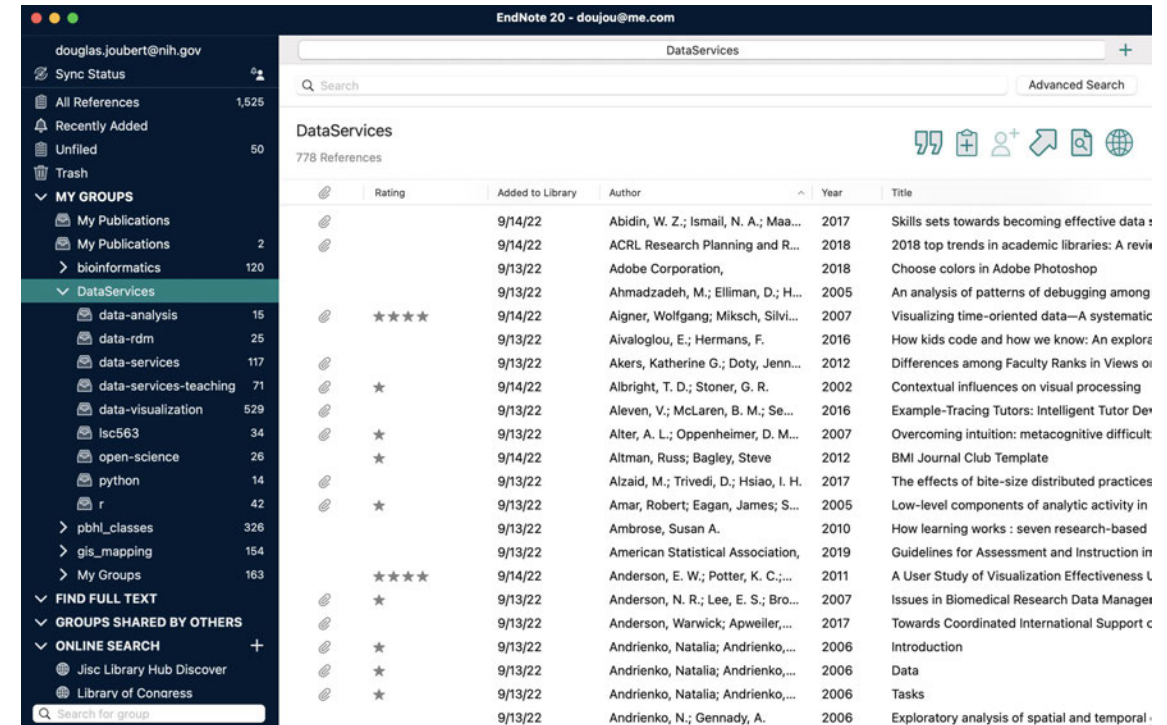 EndNote 20 - doujou@me.com
douglas.joubert@nih.gov
Sync Status
All References 1,525
Recently Added
Unfiled 50
Trash
MY GROUPS
My Publications
My Publications 2
bioinformatics 120
DataServices
data-analysis 15
data-rdm 25
data-services 117
data-services-teaching 71
data-visualization 529
lsc563 34
open-science 26
python 14
r 42
pbhl_classes 326
gis_mapping 154
My Groups 163
FIND FULL TEXT
GROUPS SHARED BY OTHERS
ONLINE SEARCH +
Jisc Library Hub Discover
Library of Congress
Search for group
DataServices +
Search Advanced Search
DataServices
778 References
Rating Added to Library Author Year Title
9/14/22 Abidin, W. Z.; Ismail, N. A.; Maa... 2017 Skills sets towards becoming effective data
9/14/22 ACRL Research Planning and R... 2018 2018 top trends in academic libraries: A revi
9/13/22 Adobe Corporation, 2018 Choose colors in Adobe Photoshop
9/13/22 Ahmadzadeh, M.; Elliman, D.; H... 2005 An analysis of patterns of debugging among
★★★★ 9/14/22 Aigner, Wolfgang; Miksch, Silvi... 2007 Visualizing time-oriented data—A systematic
9/13/22 Aivaloglou, E.; Hermans, F. 2016 How kids code and how we know: An explora
9/13/22 Akers, Katherine G.; Doty, Jenn... 2012 Differences among Faculty Ranks in Views o
★ 9/14/22 Albright, T. D.; Stoner, G. R. 2002 Contextual influences on visual processing
9/13/22 Aleven, V.; McLaren, B. M.; Se... 2016 Example-Tracing Tutors: Intelligent Tutor De
★ 9/13/22 Alter, A. L.; Oppenheimer, D. M... 2007 Overcoming intuition: metacognitive difficult
★ 9/14/22 Altman, Russ; Bagley, Steve 2012 BMI Journal Club Template
9/13/22 Alzaid, M.; Trivedi, D.; Hsiao, I. H. 2017 The effects of bite-size distributed practices
★ 9/13/22 Amar, Robert; Eagan, James; S... 2005 Low-level components of analytic activity in
9/13/22 Ambrose, Susan A. 2010 How learning works : seven research-based
9/13/22 American Statistical Association, 2019 Guidelines for Assessment and Instruction in
★★★★ 9/14/22 Anderson, E. W.; Potter, K. C.;... 2011 A User Study of Visualization Effectiveness U
★ 9/13/22 Anderson, N. R.; Lee, E. S.; Bro... 2007 Issues in Biomedical Research Data Manage
9/13/22 Anderson, Warwick; Apweiler,... 2017 Towards Coordinated International Support
★ 9/13/22 Andrienko, Natalia; Andrienko,... 2006 Introduction
★ 9/13/22 Andrienko, Natalia; Andrienko,... 2006 Data
★ 9/13/22 Andrienko, Natalia; Andrienko,... 2006 Tasks
9/13/22 Andrienko, N.; Gennady, A. 2006 Exploratory analysis of spatial and temporal